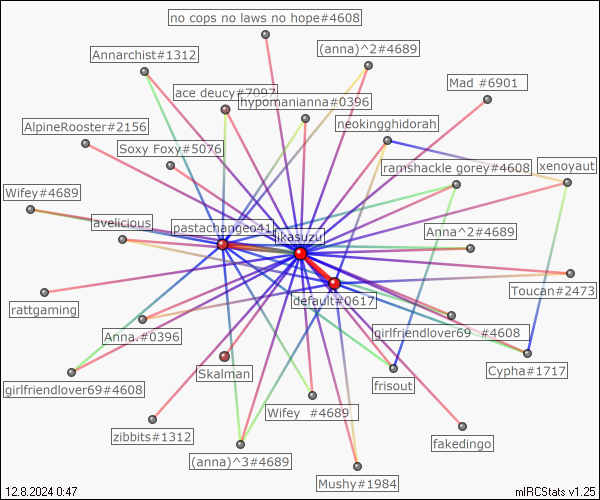 no cops no laws no hope#4608
Annarchist#1312
(anna)^2#4689
ace deucy#7097
Mad #6901
hypomanianna#0396
AlpineRooster#2156
neokingghidorah
Soxy Foxy#5076
ramshackle gorey#4608
xenoyaut
Wifey#4689
avelicious
pastachangeo41
ikasuzu
Anna^2#4689
Toucan#2473
default#0617
rattgaming
Anna.#0396
girlfriendlover69 #4608
Skalman
Cypha#1717
girlfriendlover69#4608
frisout
Wifey #4689
zibbits#1312
fakedingo
(anna)^3#4689
Mushy#1984
12.8.2024 0:47
mIRCStats v1.25